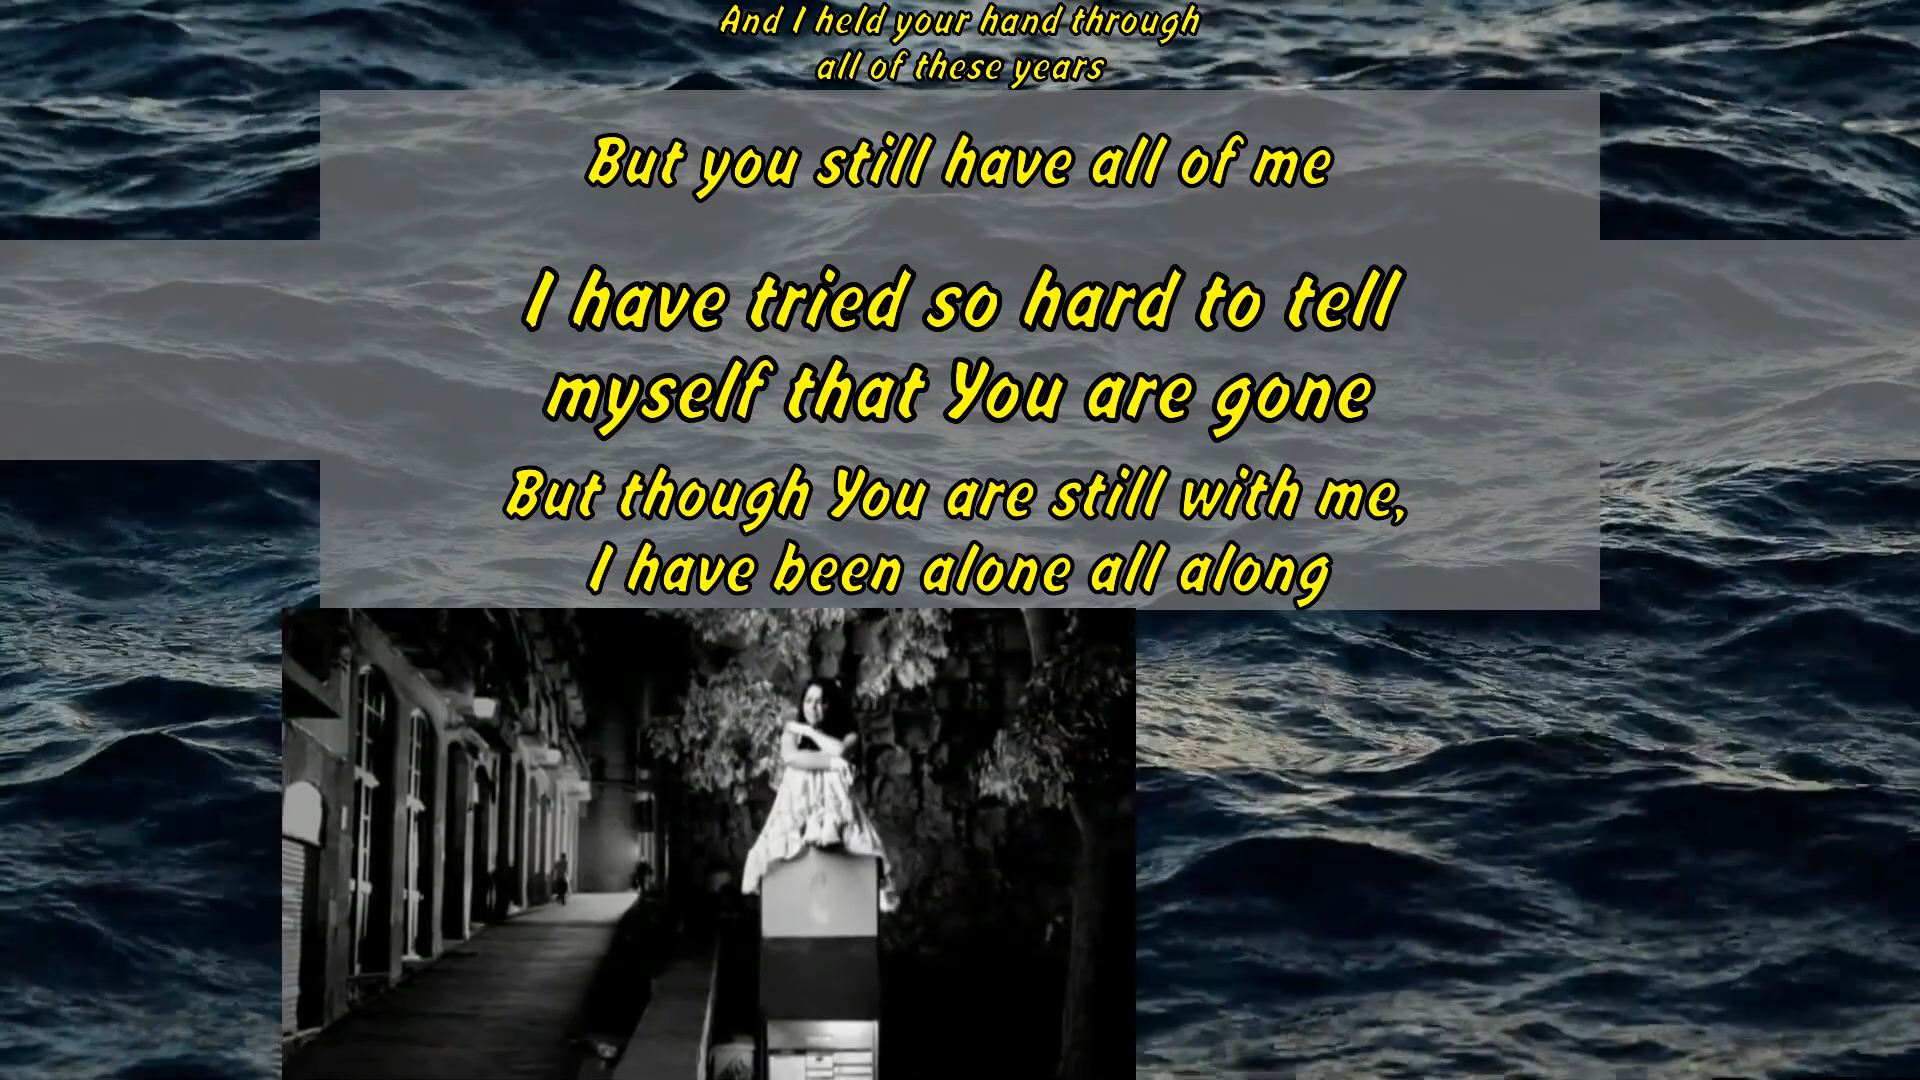 And I held your hand through
all of these years
But you still have all of me
I have tried so hard to tell
myself that You are gone
But though You are still with me,
I have been alone all along